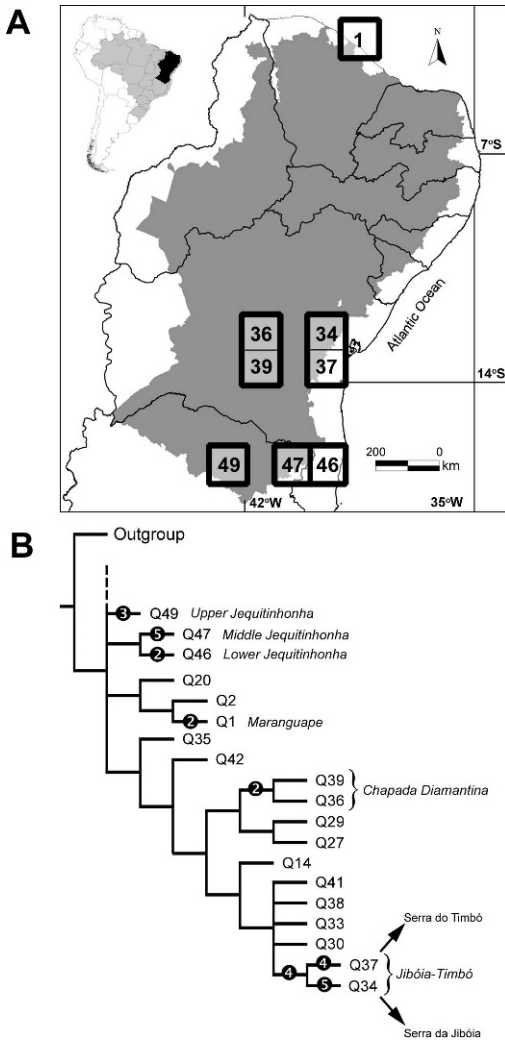 A
1
N
7°S
Atlantic Ocean
36
34
39
37
14°S
200
0
km
49
47
46
42°W
35°W
B
Outgroup
3 Q49 Upper Jequitinhonha
5 Q47 Middle Jequitinhonha
2 Q46 Lower Jequitinhonha
Q20
Q2
2 Q1 Maranguape
Q35
Q42
Q39
2
Chapada Diamantina
Q36
Q29
Q27
Q14
Q41
Q38
Serra do Timbó
Q33
Q30
4 Q37
4
Jibóia-Timbó
5 Q34
Serra da Jibóia